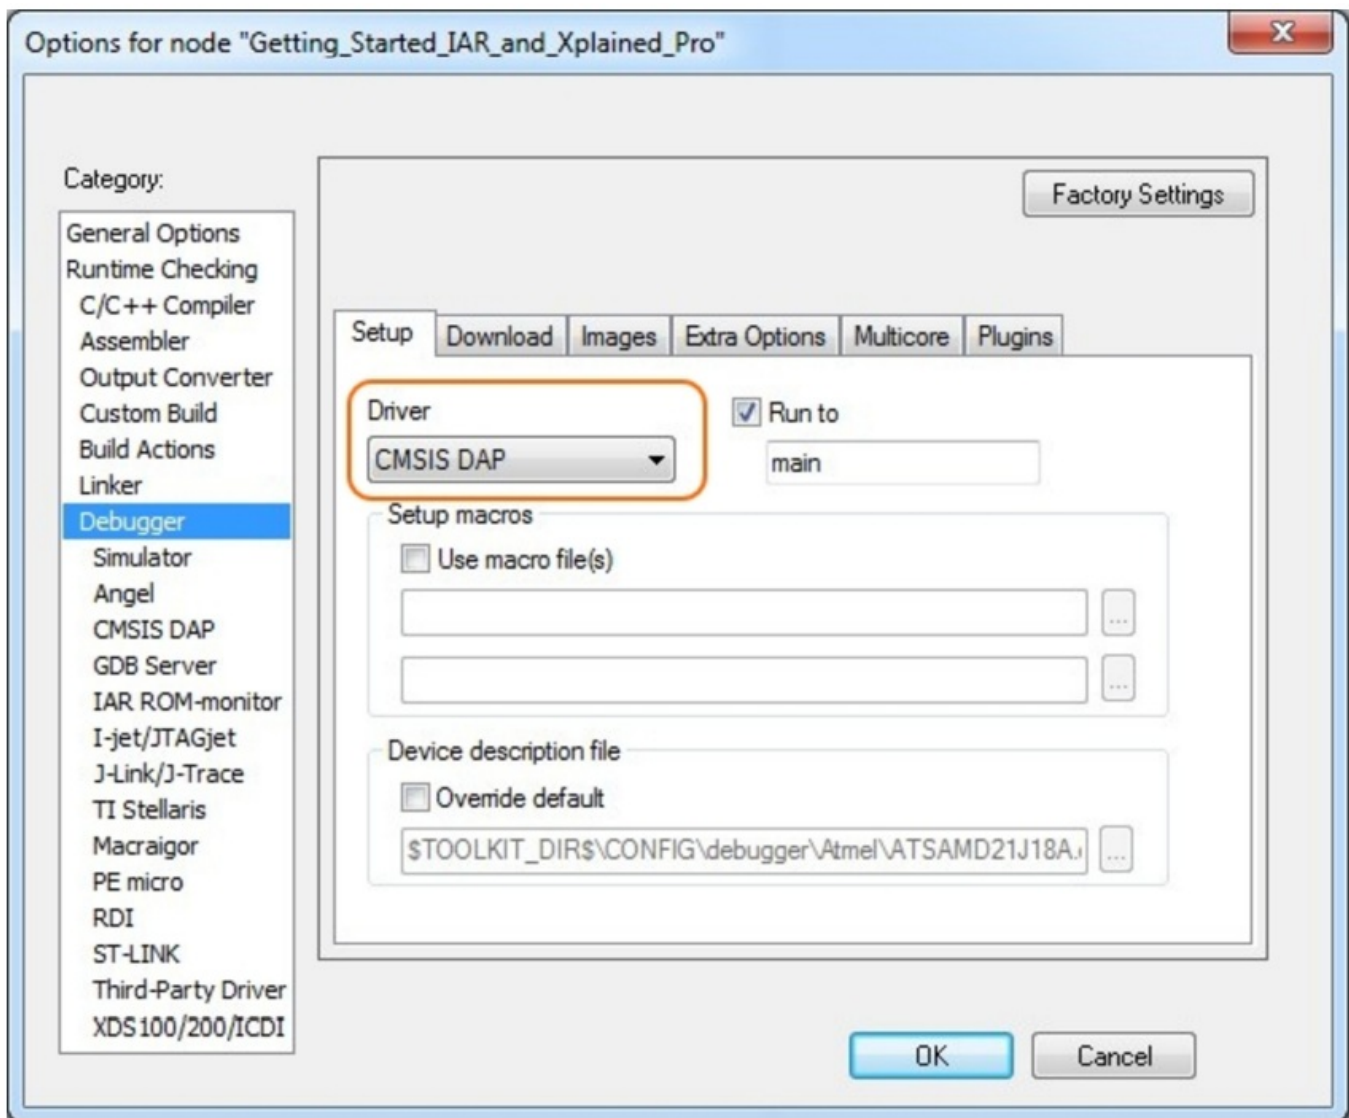 Options for node "Getting_Started_IAR_and_Xplained_Pro"
Category:
General Options
Runtime Checking
C/C++ Compiler
Assembler
Output Converter
Custom Build
Build Actions
Linker
Debugger
Simulator
Angel
CMSIS DAP
GDB Server
IAR ROM-monitor
I-jet/JTAGjet
J-Link/J-Trace
TI Stellaris
Macraigor
PE micro
RDI
ST-LINK
Third-Party Driver
XDS100/200/ICDI
Factory Settings
Setup Download Images Extra Options Multicore Plugins
Driver
CMSIS DAP
Run to
main
Setup macros
Use macro file(s)
...
...
Device description file
Override default
$TOOLKIT_DIR$\CONFIG\debugger\Atmel\ATSAMD21J18A.
...
OK Cancel